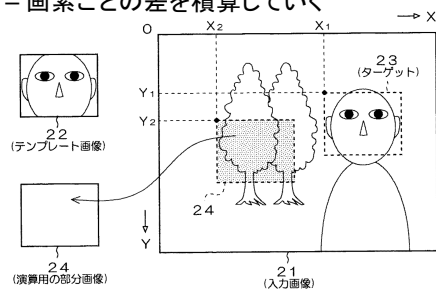 – 画素ごとの差を積算していく
O
X2
X1
X
Y1
Y2
23
(ターゲット)
22
(テンプレート画像)
24
Y
24
(演算用の部分画像)
21
(入力画像)